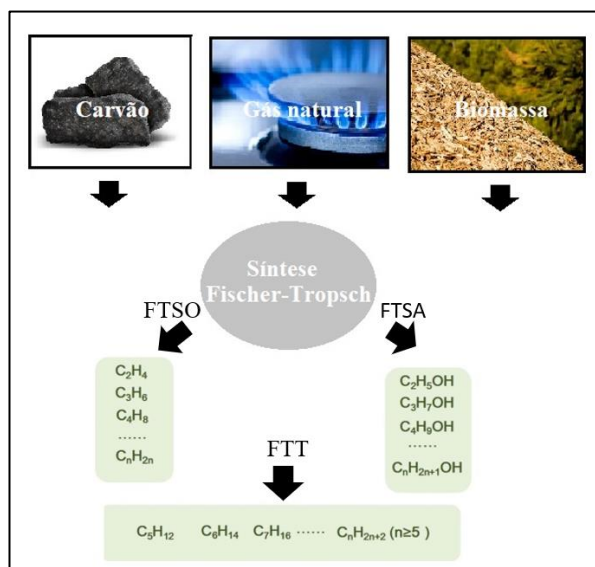 Carvão
Gás natural
Biomassa
Síntese
Fischer-Tropsch
FTSO
FTSA
C₂H₄
C₃H₆
C₄H₈
······
CₙH₂ₙ
C₂H₅OH
C₃H₇OH
C₄H₉OH
······
CₙH₂ₙ₊₁OH
FTT
C₅H₁₂ C₆H₁₄ C₇H₁₆ ······ CₙH₂ₙ₊₂ (n≥5 )